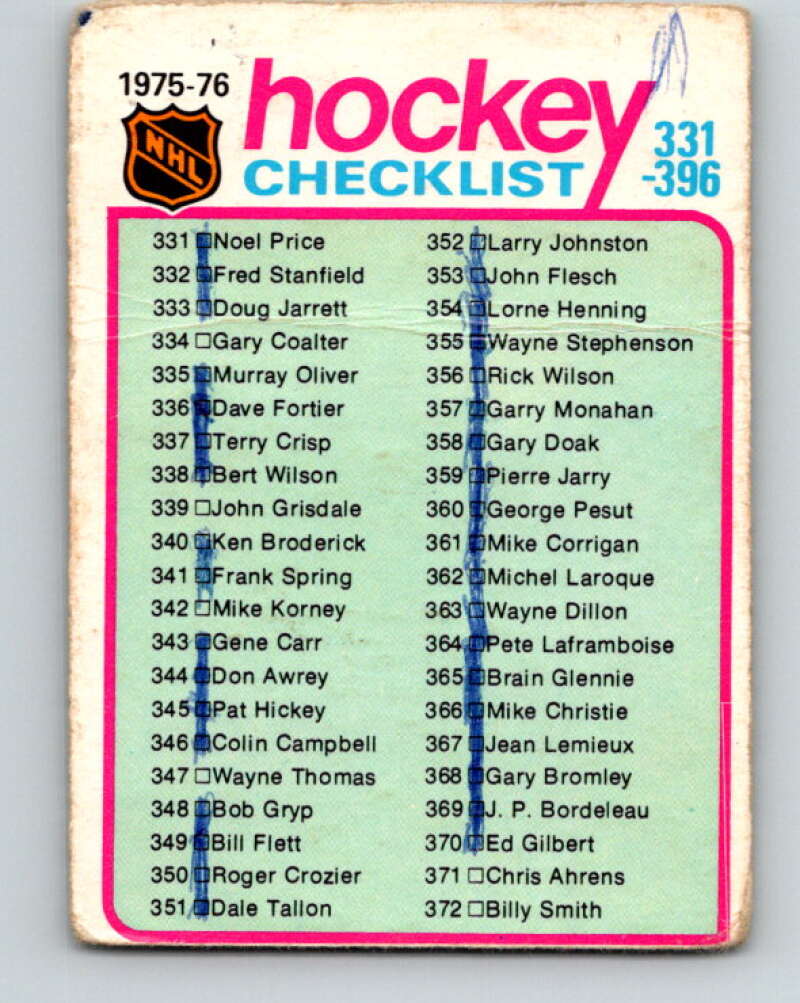 1975-76
NHL
hockey
CHECKLIST
331
-396
331 □Noel Price
332 □Fred Stanfield
333 □Doug Jarrett
334 □Gary Coalter
335 □Murray Oliver
336 □Dave Fortier
337 □Terry Crisp
338 □Bert Wilson
339 □John Grisdale
340 □Ken Broderick
341 □Frank Spring
342 □Mike Korney
343 □Gene Carr
344 □Don Awrey
345 □Pat Hickey
346 □Colin Campbell
347 □Wayne Thomas
348 □Bob Gryp
349 □Bill Flett
350 □Roger Crozier
351 □Dale Tallon
352 □Larry Johnston
353 □John Flesch
354 □Lorne Henning
355 □Wayne Stephenson
356 □Rick Wilson
357 □Garry Monahan
358 □Gary Doak
359 □Pierre Jarry
360 □George Pesut
361 □Mike Corrigan
362 □Michel Laroque
363 □Wayne Dillon
364 □Pete Laframboise
365 □Brain Glennie
366 □Mike Christie
367 □Jean Lemieux
368 □Gary Bromley
369 □J. P. Bordeleau
370 □Ed Gilbert
371 □Chris Ahrens
372 □Billy Smith